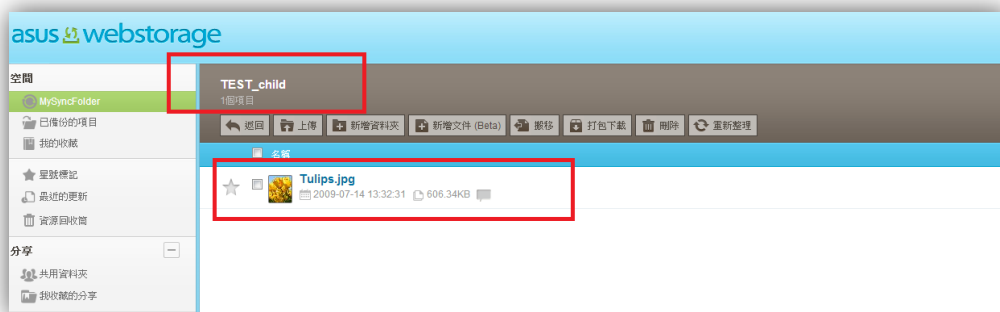 asus webstorage
空間
MySyncFolder
已備份的項目
我的收藏
星號標記
最近的更新
資源回收筒
分享
共用資料夾
我收藏的分享
TEST_child
1個項目
返回 上傳 新增資料夾 新增文件 (Beta) 搬移 打包下載 刪除 重新整理
名稱
Tulips.jpg
2009-07-14 13:32:31 606.34KB